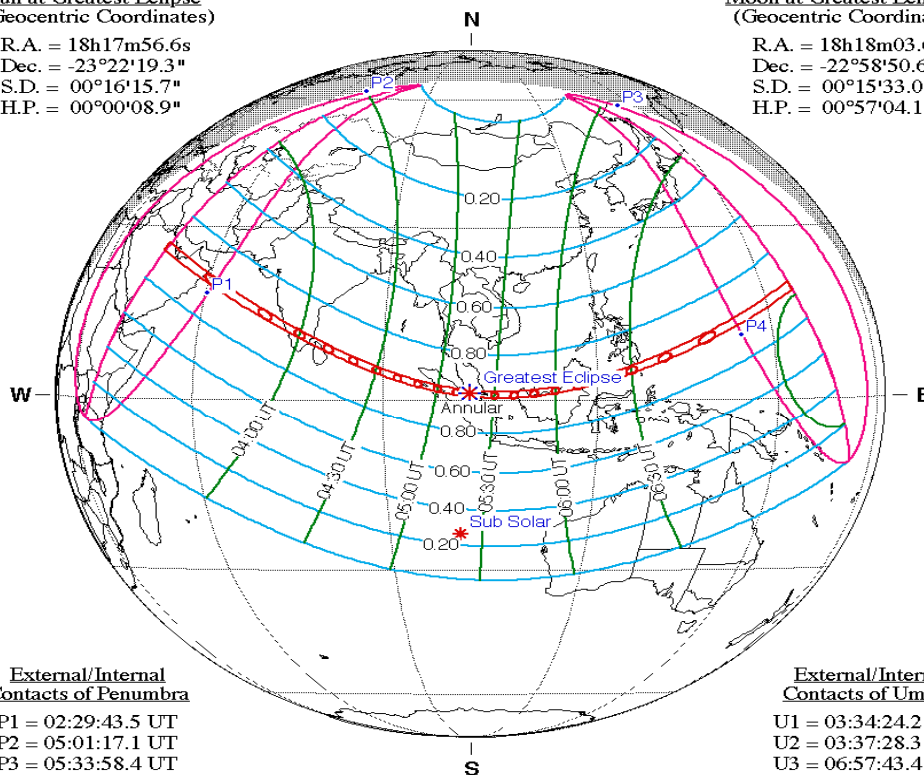 (Geocentric Coordinates)
R.A. = 18h17m56.6s
Dec. = -23°22'19.3"
S.D. = 00°16'15.7"
H.P. = 00°00'08.9"
N
Moon at Greatest
(Geocentric Coordina
R.A. = 18h18m03.
Dec. = -22°58'50.6
S.D. = 00°15'33.0
H.P. = 00°57'04.1
P2
P3
0.20
0.40
P1
0.60
P4
0.80
Greatest Eclipse
W
E
Annular
0.80
04:00 UT
04:30 UT
05:00 UT
05:30 UT
06:00 UT
06:30
0.60
0.40
Sub Solar
0.20
External/Internal
Contacts of Penumbra
P1 = 02:29:43.5 UT
P2 = 05:01:17.1 UT
P3 = 05:33:58.4 UT
External/Intern
Contacts of Um
U1 = 03:34:24.2
U2 = 03:37:28.3
U3 = 06:57:43.4
S